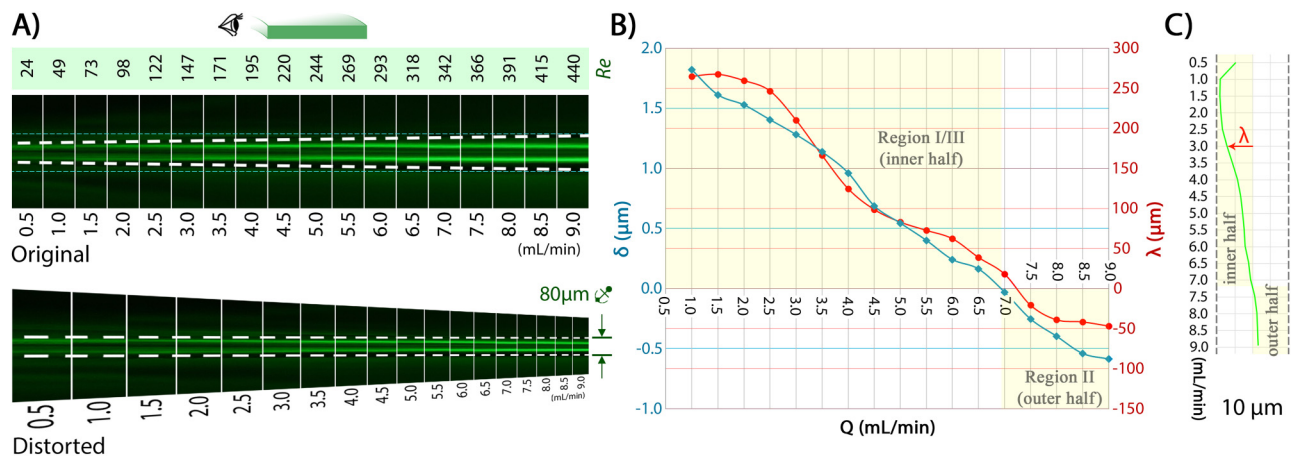 A)
24 49 73 98 122 147 171 195 220 244 269 293 318 342 366 391 415 440 Re
0.5 1.0 1.5 2.0 2.5 3.0 3.5 4.0 4.5 5.0 5.5 6.0 6.5 7.0 7.5 8.0 8.5 9.0
(mL/min)
Original
80μm
0.5 1.0 1.5 2.0 2.5 3.0 3.5 4.0 4.5 5.0 5.5 6.0 6.5 7.0 7.5 8.0 8.5 9.0
(mL/min)
Distorted
B)
δ (μm)
2.0
1.5
1.0
0.5
0.0
-0.5
-1.0
Region I/III
(inner half)
0.5 1.0 1.5 2.0 2.5 3.0 3.5 4.0 4.5 5.0 5.5 6.0 6.5 7.0 7.5 8.0 8.5 9.0
Region II
(outer half)
Q (mL/min)
300
250
200
150
100
50
0
-50
-100
-150
λ (μm)
C)
0.5
1.0
2.0
2.5
3.0
3.5
4.0
4.5
5.0
5.5
6.0
6.5
7.0
7.5
8.0
8.5
9.0
(mL/min)
λ
inner half
outer half
10 μm